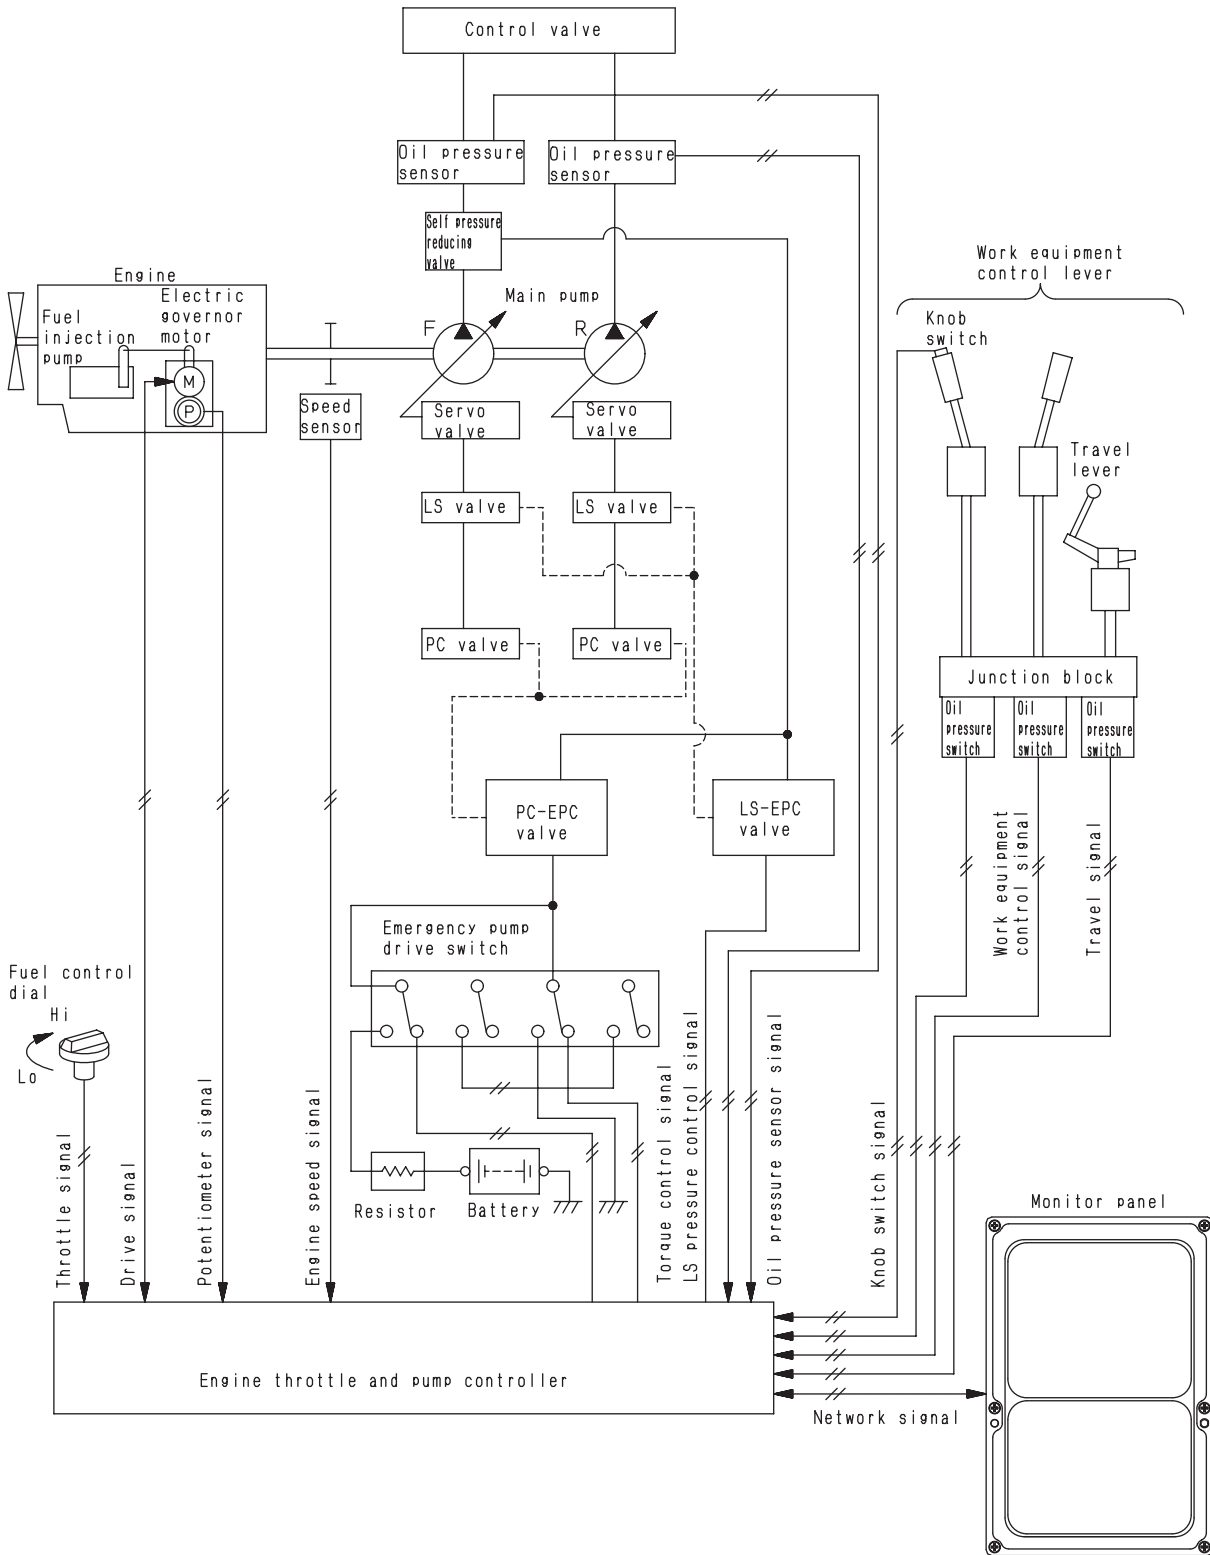 Control valve
Oil pressure
sensor
Oil pressure
sensor
Self pressure
reducing
valve
Work equipment
control lever
Engine
Fuel
injection
pump
Electric
governor
motor
M
P
Main pump
F
R
Knob
switch
Speed
sensor
Servo
valve
Servo
valve
Travel
lever
LS valve
LS valve
PC valve
PC valve
Junction block
Oil
pressure
switch
Oil
pressure
switch
Oil
pressure
switch
PC-EPC
valve
LS-EPC
valve
Work equipment
control signal
Travel signal
Emergency pump
drive switch
Fuel control
dial
Hi
Lo
Throttle signal
Drive signal
Potentiometer signal
Engine speed signal
Resistor
Battery
Torque control signal
LS pressure control signal
Oil pressure sensor signal
Knob switch signal
Monitor panel
Engine throttle and pump controller
Network signal